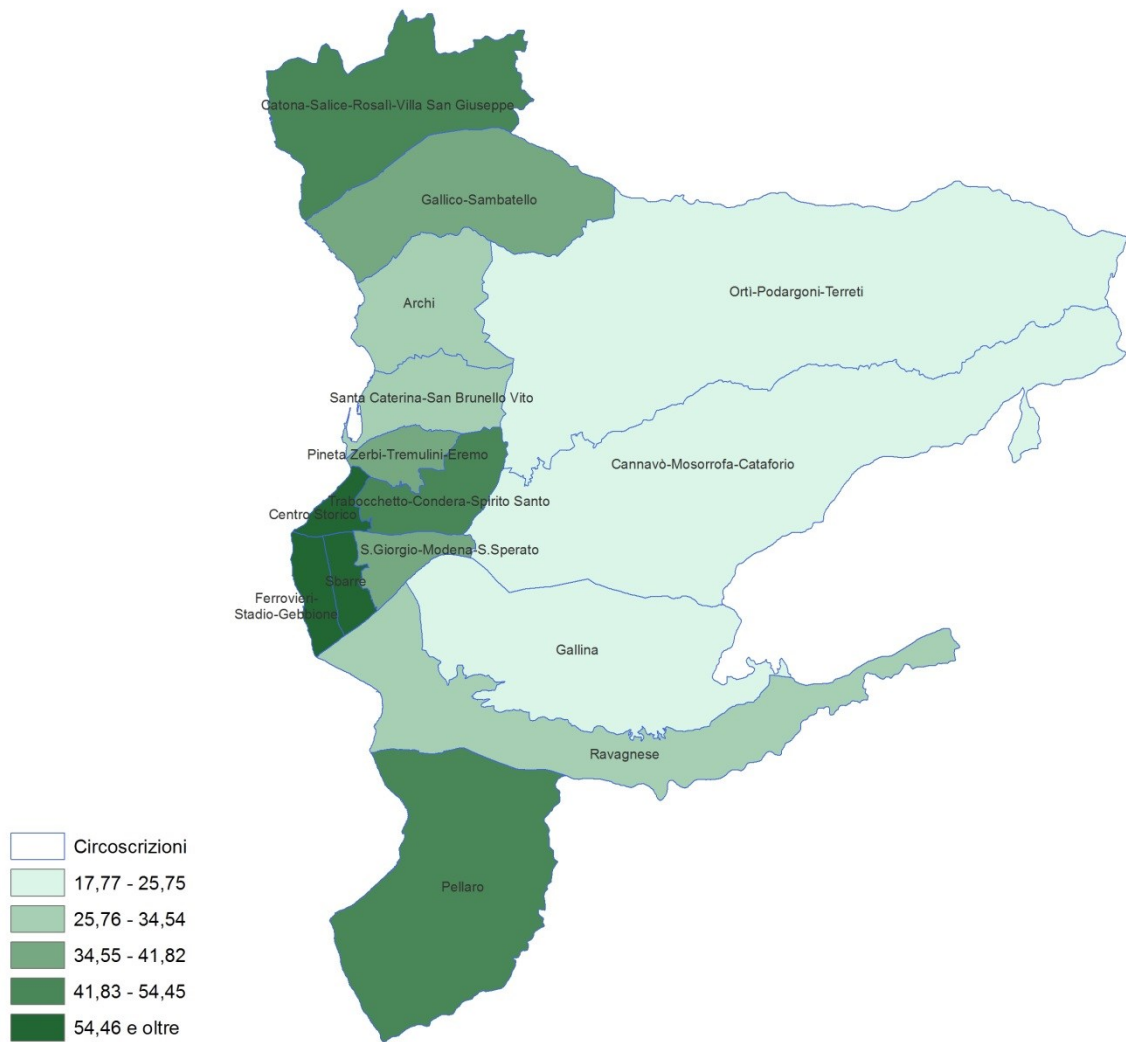 Catona-Salice-Rosalì-Villa San Giuseppe
Gallico-Sambatello
Ortì-Podargoni-Terreti
Archi
Santa Caterina-San Brunello Vito
Pineta Zerbi-Tremulini-Eremo
Cannavò-Mosorrofa-Cataforio
Trabocchetto-Condera-Spirito Santo
Centro Storico
S.Giorgio-Modena-S.Sperato
Sbarre
Ferrovieri-
Stadio-Gebbione
Gallina
Ravagnese
Pellaro
Circoscrizioni
17,77 - 25,75
25,76 - 34,54
34,55 - 41,82
41,83 - 54,45
54,46 e oltre